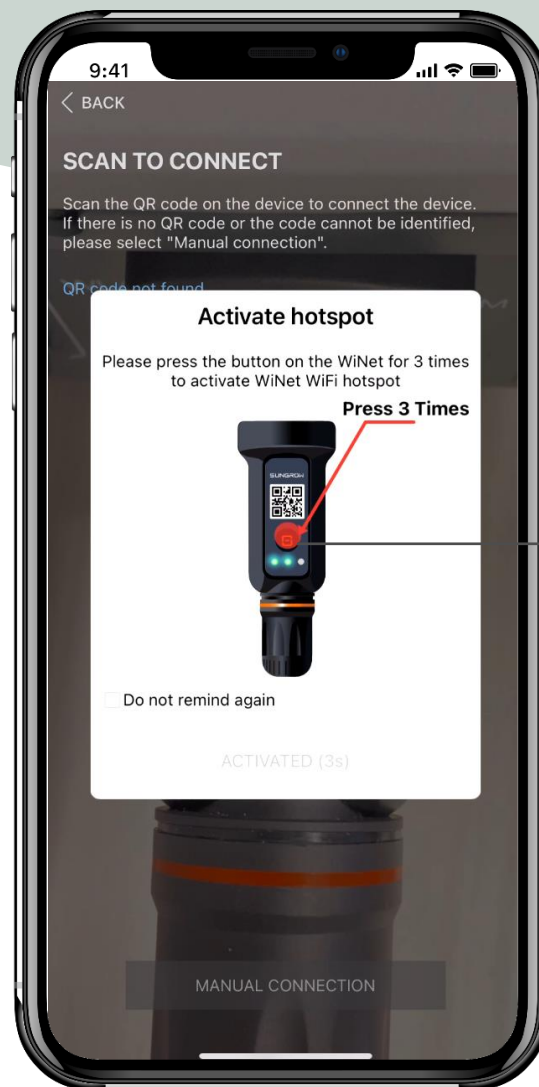 9:41
BACK
SCAN TO CONNECT
Scan the QR code on the device to connect the device.
If there is no QR code or the code cannot be identified,
please select "Manual connection".
QR code not found
Activate hotspot
Please press the button on the WiNet for 3 times
to activate WiNet WiFi hotspot
Press 3 Times
SUNGROW
Do not remind again
ACTIVATED (3s)
MANUAL CONNECTION